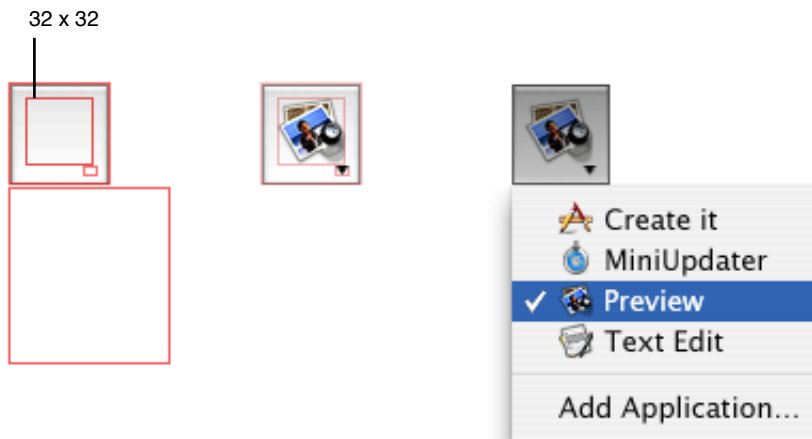 32 x 32
Create it
MiniUpdater
Preview
Text Edit
Add Application...